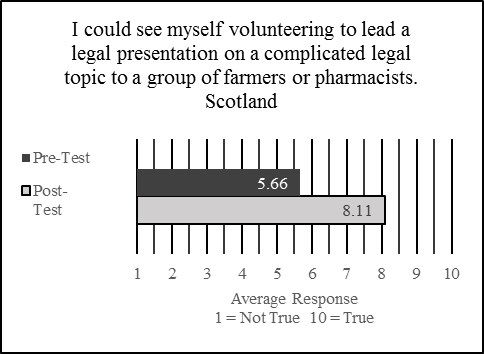 I could see myself volunteering to lead a
legal presentation on a complicated legal
topic to a group of farmers or pharmacists.
Scotland
Pre-Test
Post-
Test
5.66
8.11
1 2 3 4 5 6 7 8 9 10
Average Response
1 = Not True 10 = True